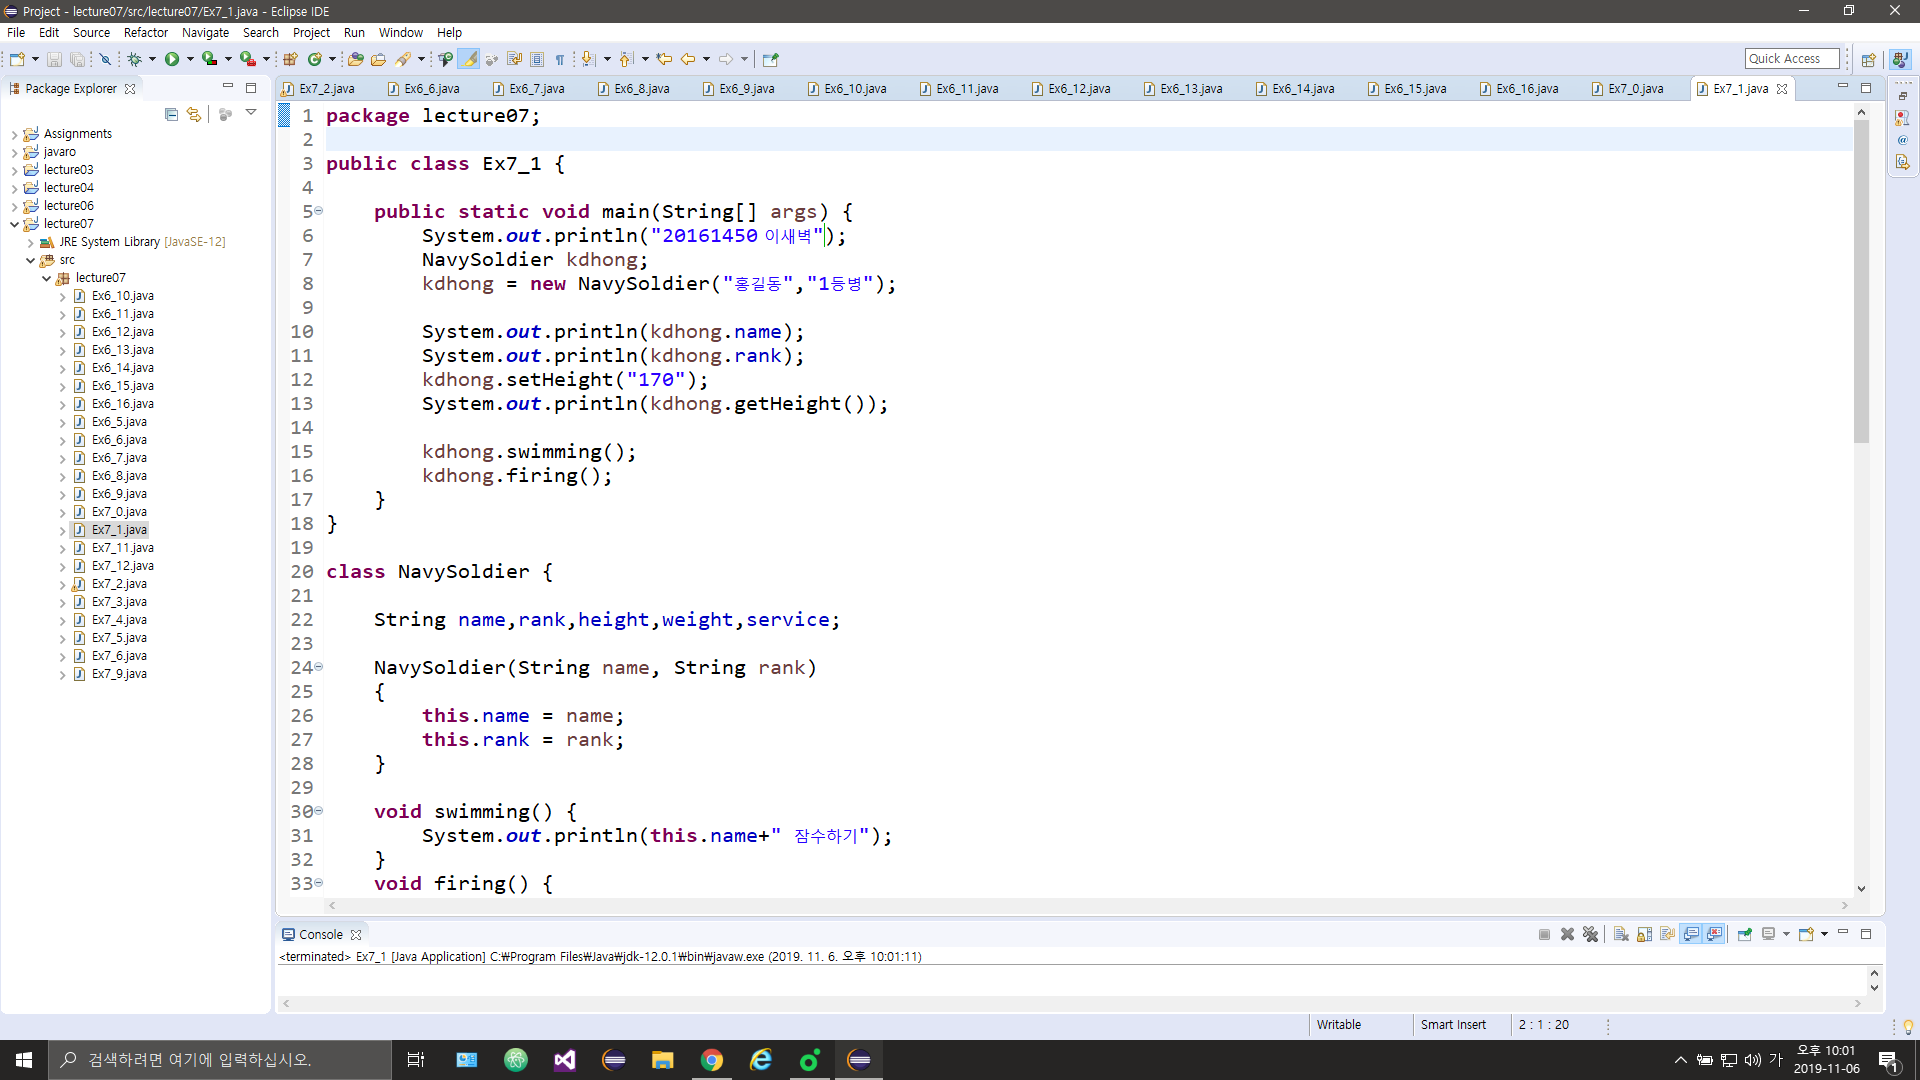 Project - lecture07/src/lecture07/Ex7_1.java - Eclipse IDE
File Edit Source Refactor Navigate Search Project Run Window Help
Quick Access
Package Explorer
Ex7_2.java Ex6_6.java Ex6_7.java Ex6_8.java Ex6_9.java Ex6_10.java Ex6_11.java Ex6_12.java Ex6_13.java Ex6_14.java Ex6_15.java Ex6_16.java Ex7_0.java Ex7_1.java
Assignments
javaro
lecture03
lecture04
lecture06
lecture07
JRE System Library [JavaSE-12]
src
lecture07
Ex6_10.java
Ex6_11.java
Ex6_12.java
Ex6_13.java
Ex6_14.java
Ex6_15.java
Ex6_16.java
Ex6_5.java
Ex6_6.java
Ex6_7.java
Ex6_8.java
Ex6_9.java
Ex7_0.java
Ex7_1.java
Ex7_11.java
Ex7_12.java
Ex7_2.java
Ex7_3.java
Ex7_4.java
Ex7_5.java
Ex7_6.java
Ex7_9.java
1 package lecture07;
2
3 public class Ex7_1 {
4
5 public static void main(String[] args) {
6 System.out.println("20161450 이새벽");
7 NavySoldier kdhong;
8 kdhong = new NavySoldier("홍길동","1등병");
9
10 System.out.println(kdhong.name);
11 System.out.println(kdhong.rank);
12 kdhong.setHeight("170");
13 System.out.println(kdhong.getHeight());
14
15 kdhong.swimming();
16 kdhong.firing();
17 }
18 }
19
20 class NavySoldier {
21
22 String name,rank,height,weight,service;
23
24 NavySoldier(String name, String rank)
25 {
26 this.name = name;
27 this.rank = rank;
28 }
29
30 void swimming() {
31 System.out.println(this.name+" 잠수하기");
32 }
33 void firing() {
Console
<terminated> Ex7_1 [Java Application] C:₩Program Files₩Java₩jdk-12.0.1₩bin₩javaw.exe (2019. 11. 6. 오후 10:01:11)
Writable Smart Insert 2 : 1 : 20
검색하려면 여기에 입력하십시오.
가
오후 10:01
2019-11-06
1